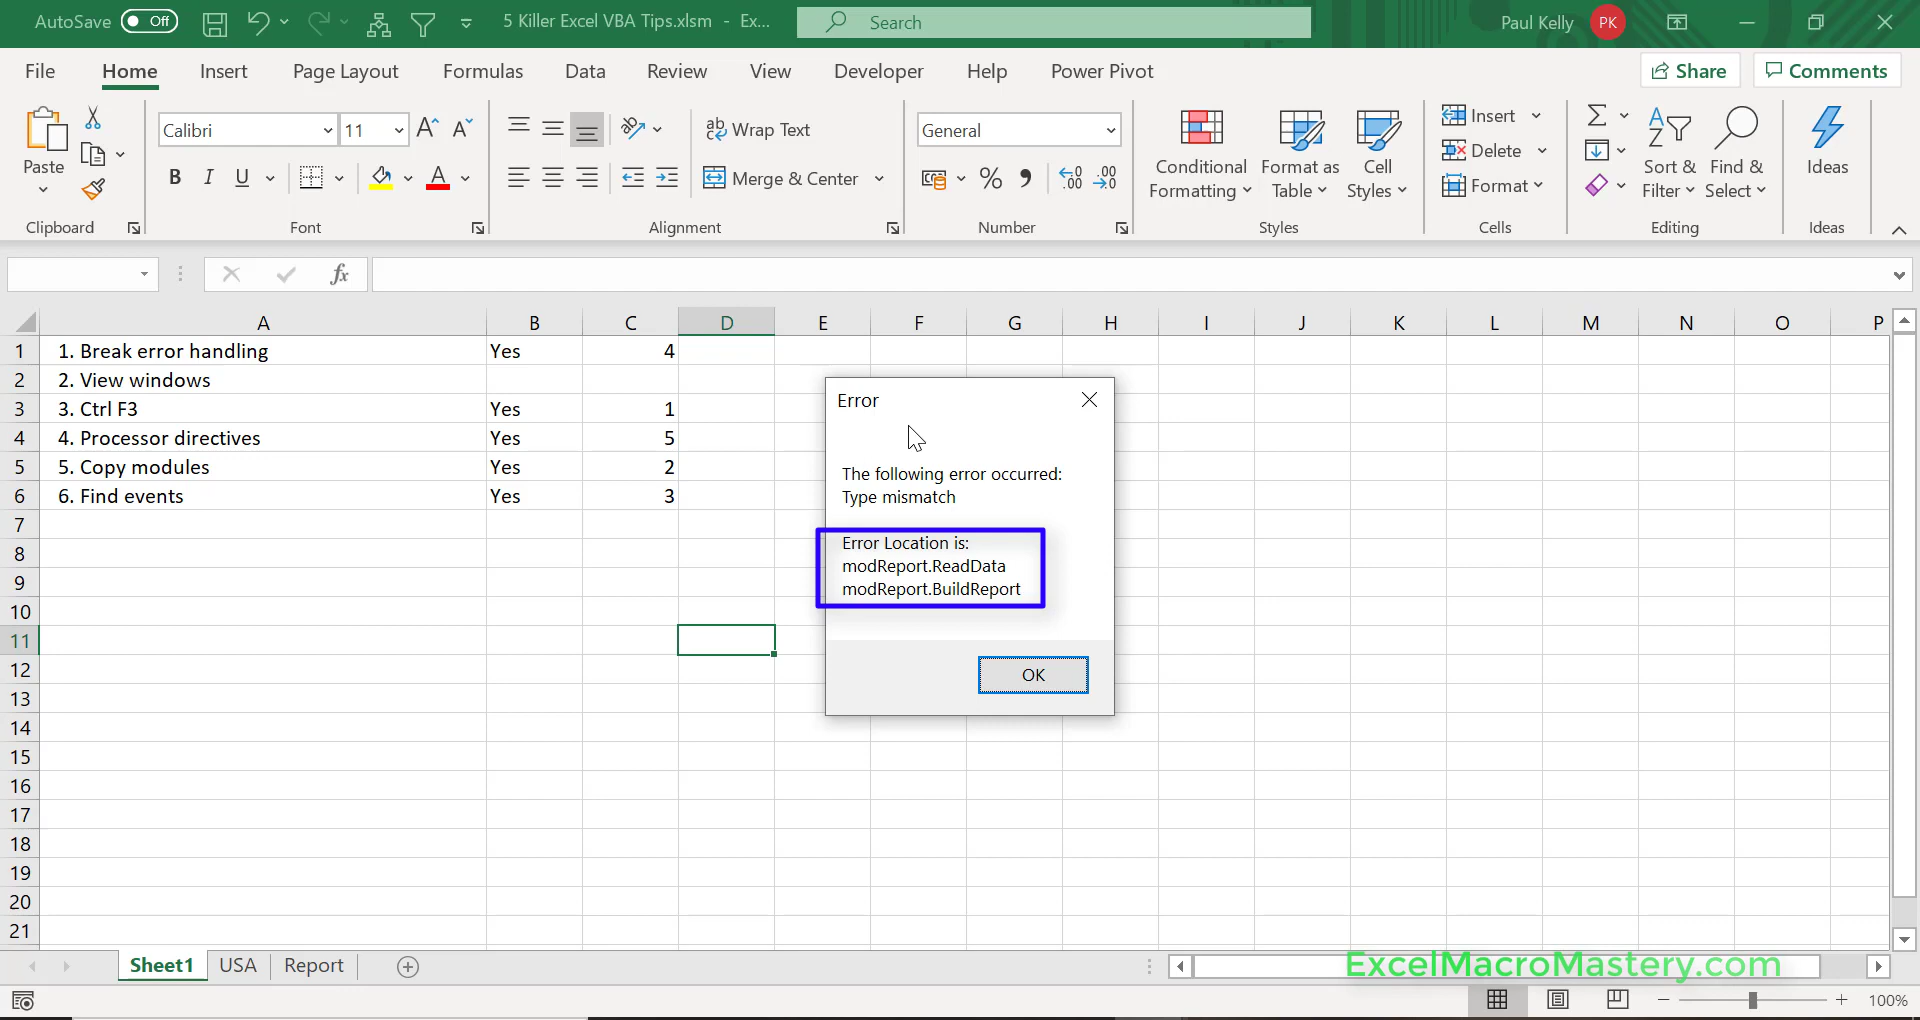 AutoSave Off 5 Killer Excel VBA Tips.xlsm - Ex... Search Paul Kelly PK
File Home Insert Page Layout Formulas Data Review View Developer Help Power Pivot Share Comments
Paste
Calibri 11
ab Wrap Text
Merge & Center
General
Conditional Formatting
Format as Table
Cell Styles
Insert
Delete
Format
Sort & Filter
Find & Select
Ideas
Clipboard Font Alignment Number Styles Cells Editing Ideas
fx
A B C D E F G H I J K L M N O P
1 1. Break error handling Yes 4
2 2. View windows
3 3. Ctrl F3 Yes 1
4 4. Processor directives Yes 5
5 5. Copy modules Yes 2
6 6. Find events Yes 3
7
8
9
10
11
12
13
14
15
16
17
18
19
20
21
Error
The following error occurred:
Type mismatch
Error Location is:
modReport.ReadData
modReport.BuildReport
OK
Sheet1 USA Report
ExcelMacroMastery.com
100%